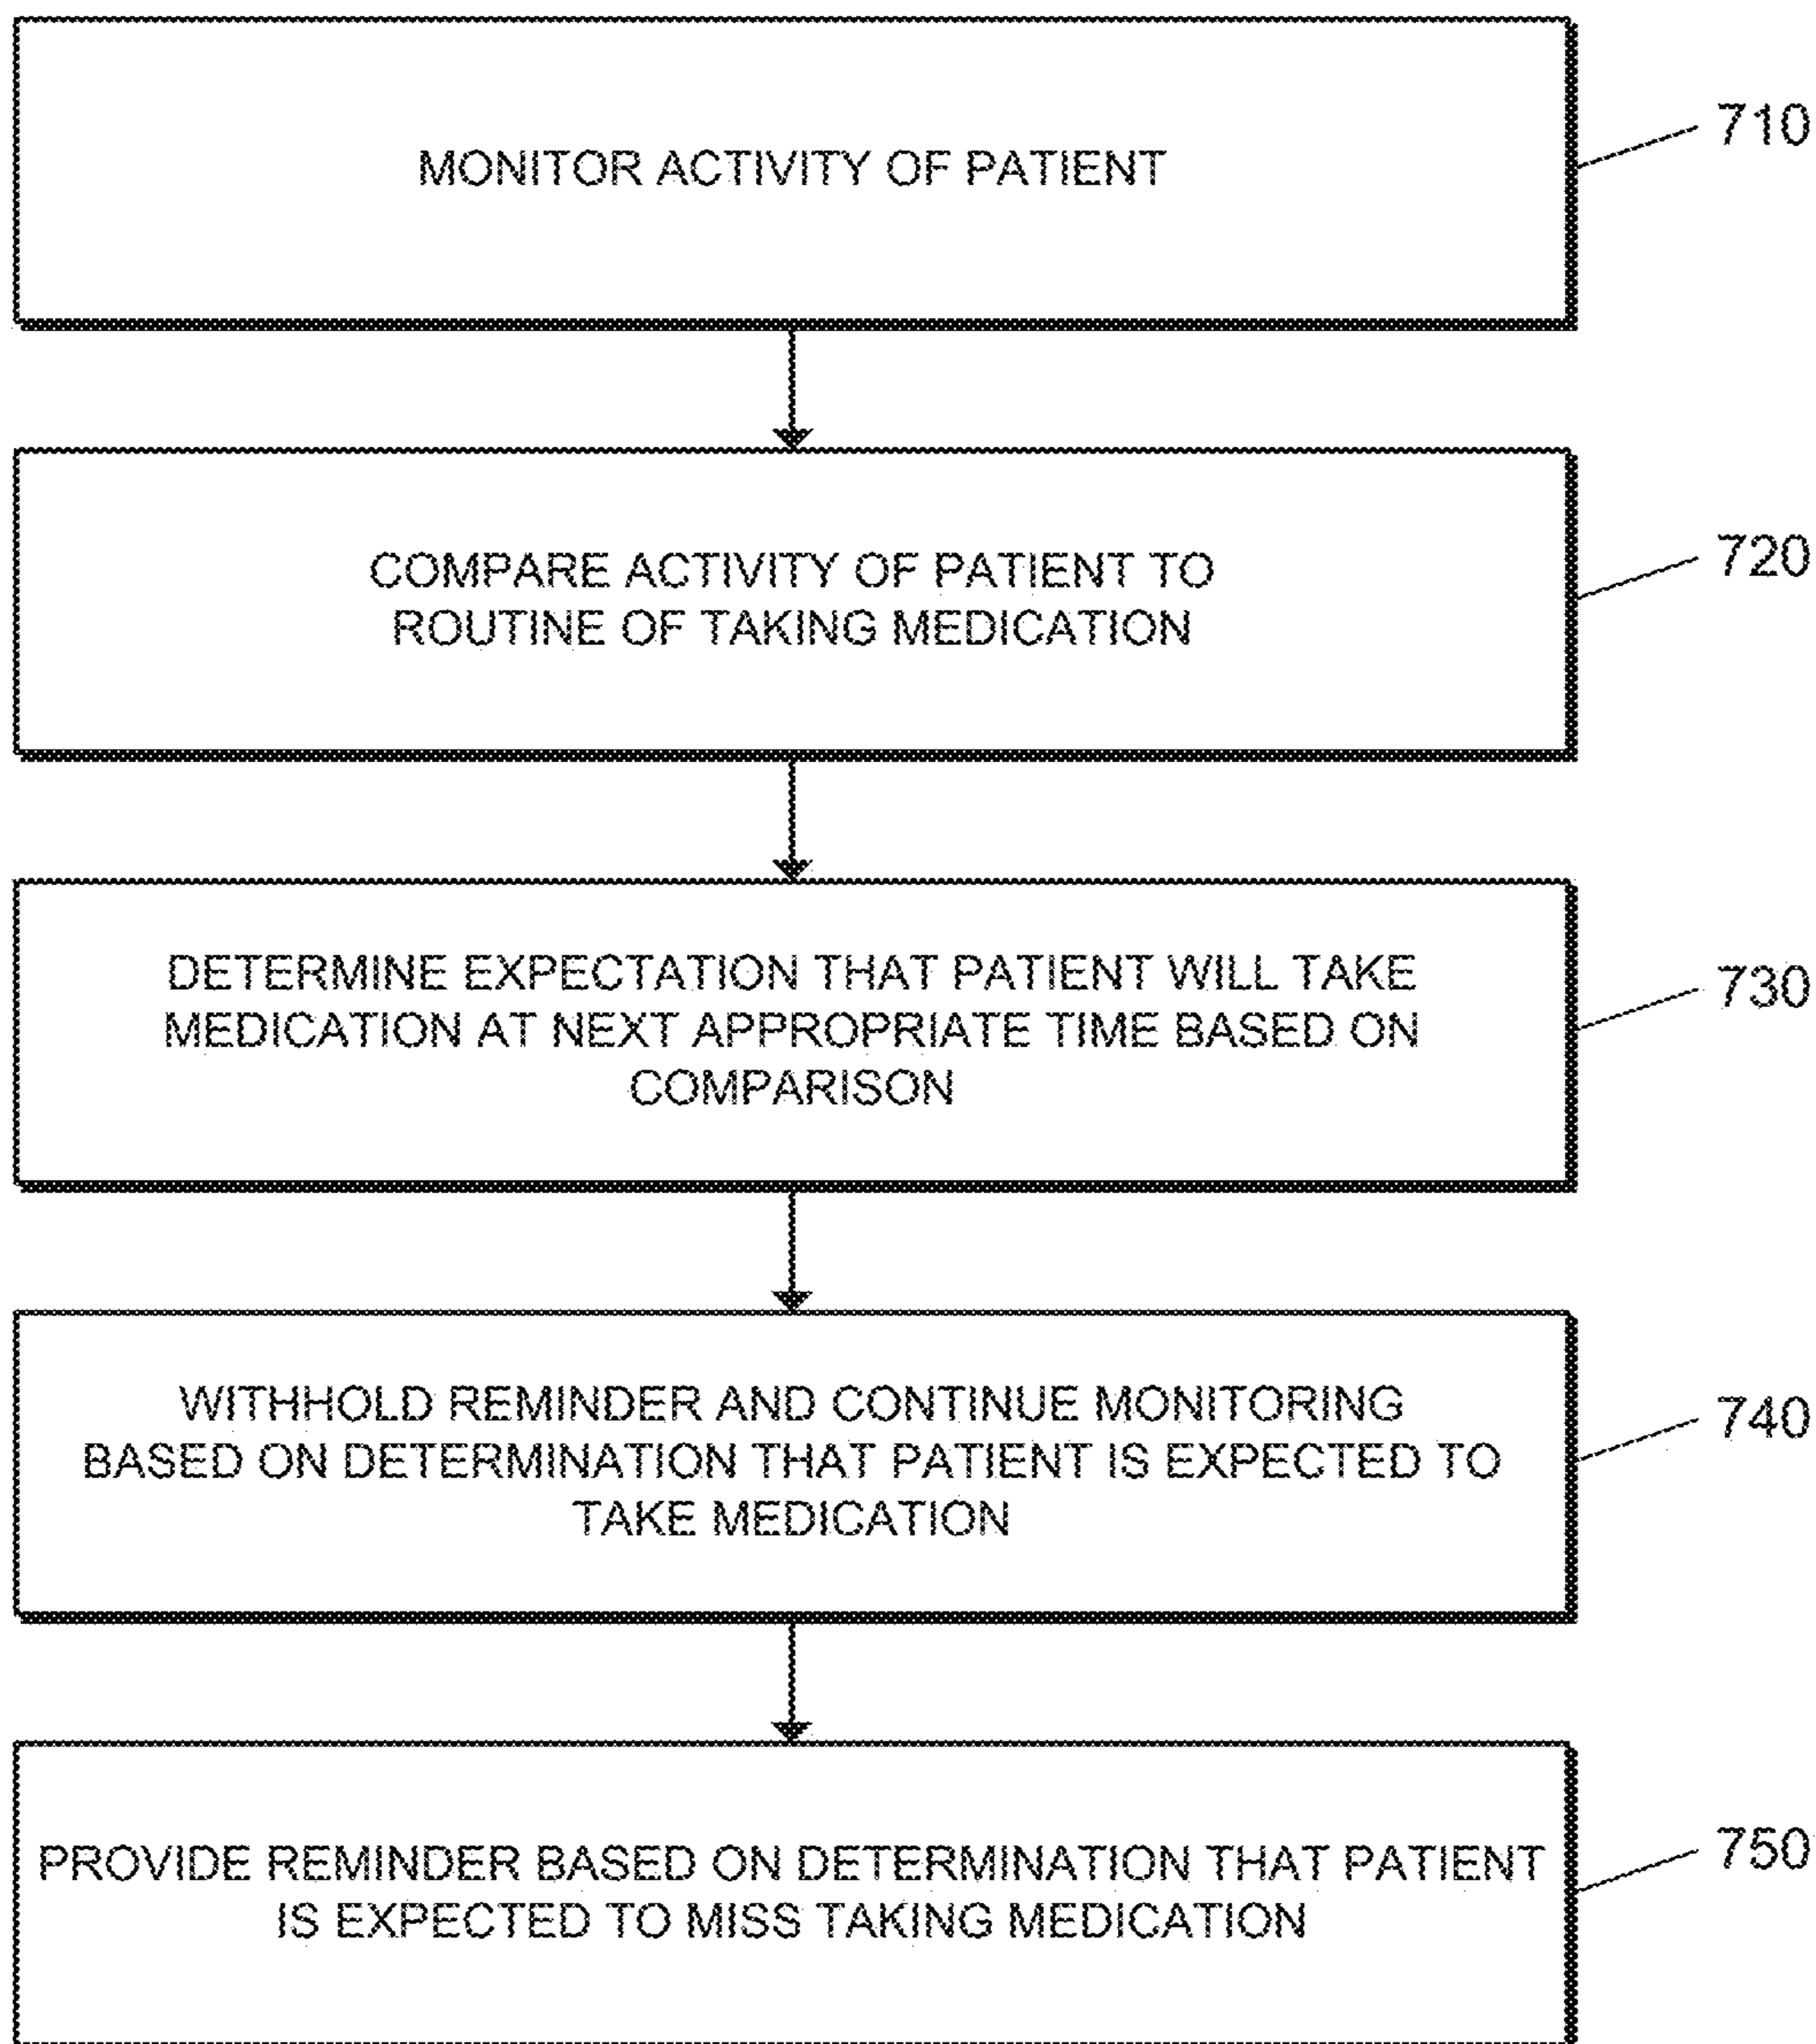 MONITOR ACTIVITY OF PATIENT
710
COMPARE ACTIVITY OF PATIENT TO
ROUTINE OF TAKING MEDICATION
720
DETERMINE EXPECTATION THAT PATIENT WILL TAKE
MEDICATION AT NEXT APPROPRIATE TIME BASED ON
COMPARISON
730
WITHHOLD REMINDER AND CONTINUE MONITORING
BASED ON DETERMINATION THAT PATIENT IS EXPECTED TO
TAKE MEDICATION
740
PROVIDE REMINDER BASED ON DETERMINATION THAT PATIENT
IS EXPECTED TO MISS TAKING MEDICATION
750